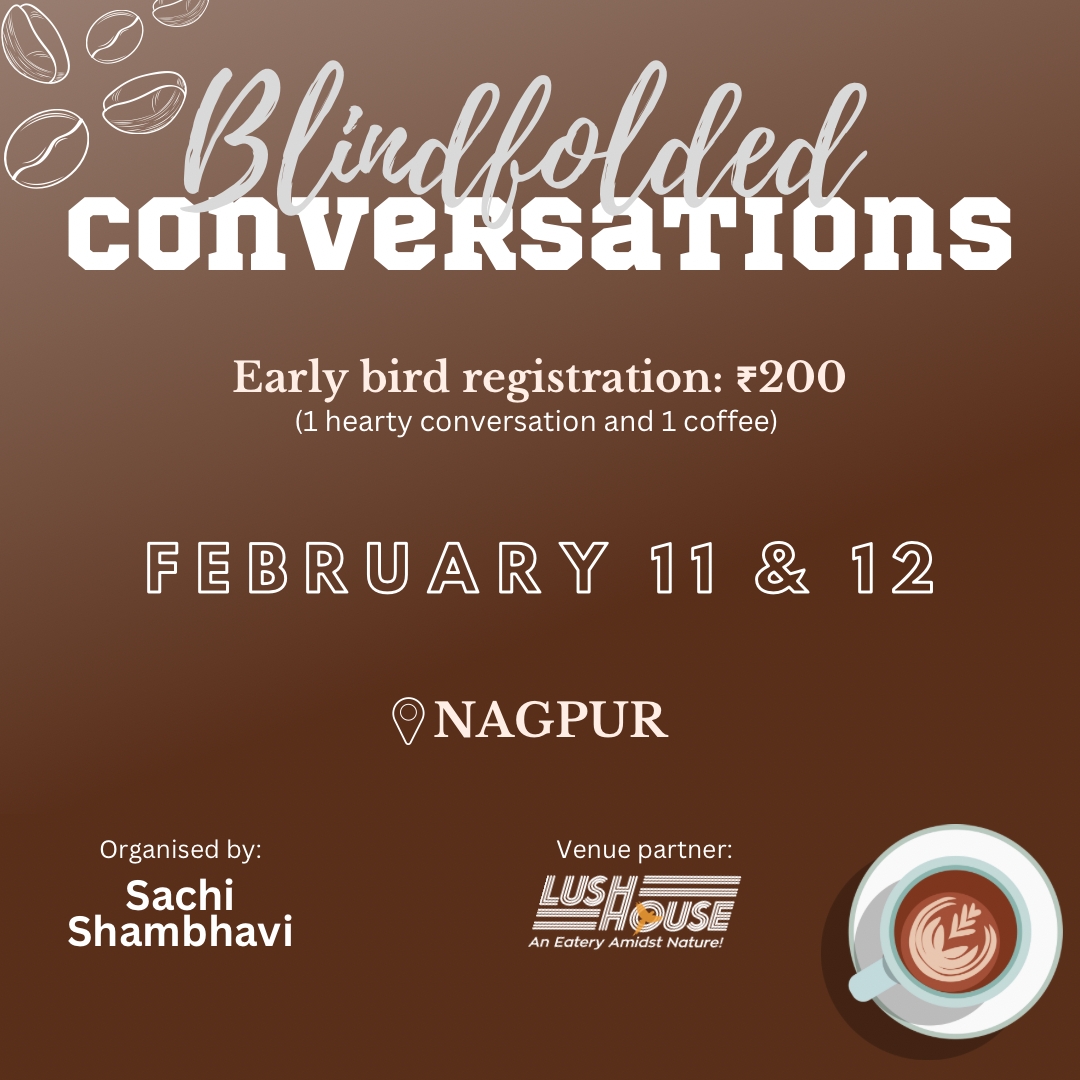 Blindfolded
conversations
Early bird registration: ₹200
(1 hearty conversation and 1 coffee)
FEBRUARY 11 & 12
NAGPUR
Organised by:
Sachi
Shambhavi
Venue partner:
LUSH
HOUSE
An Eatery Amidst Nature!